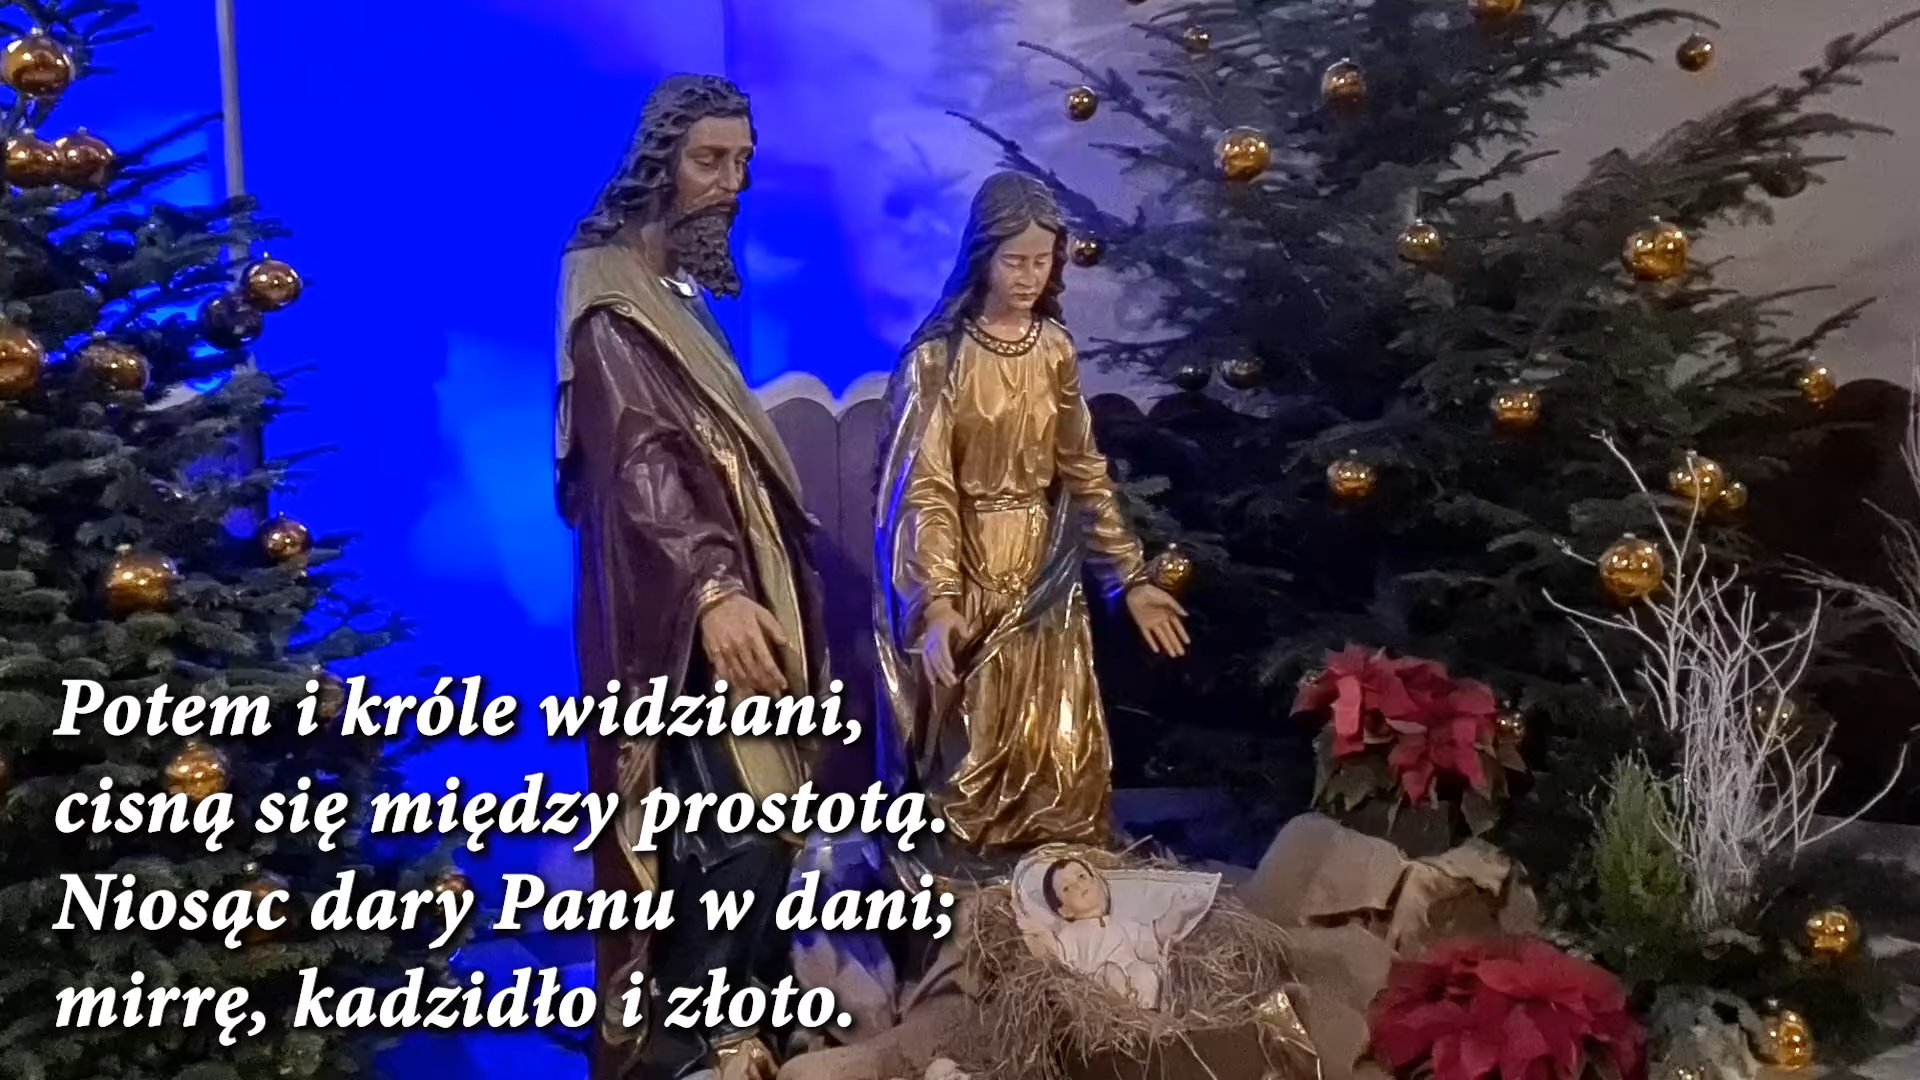 Potem i króle widziani,
cisną się między prostotą.
Niosąc dary Panu w dani;
mirrę, kadzidło i złoto.